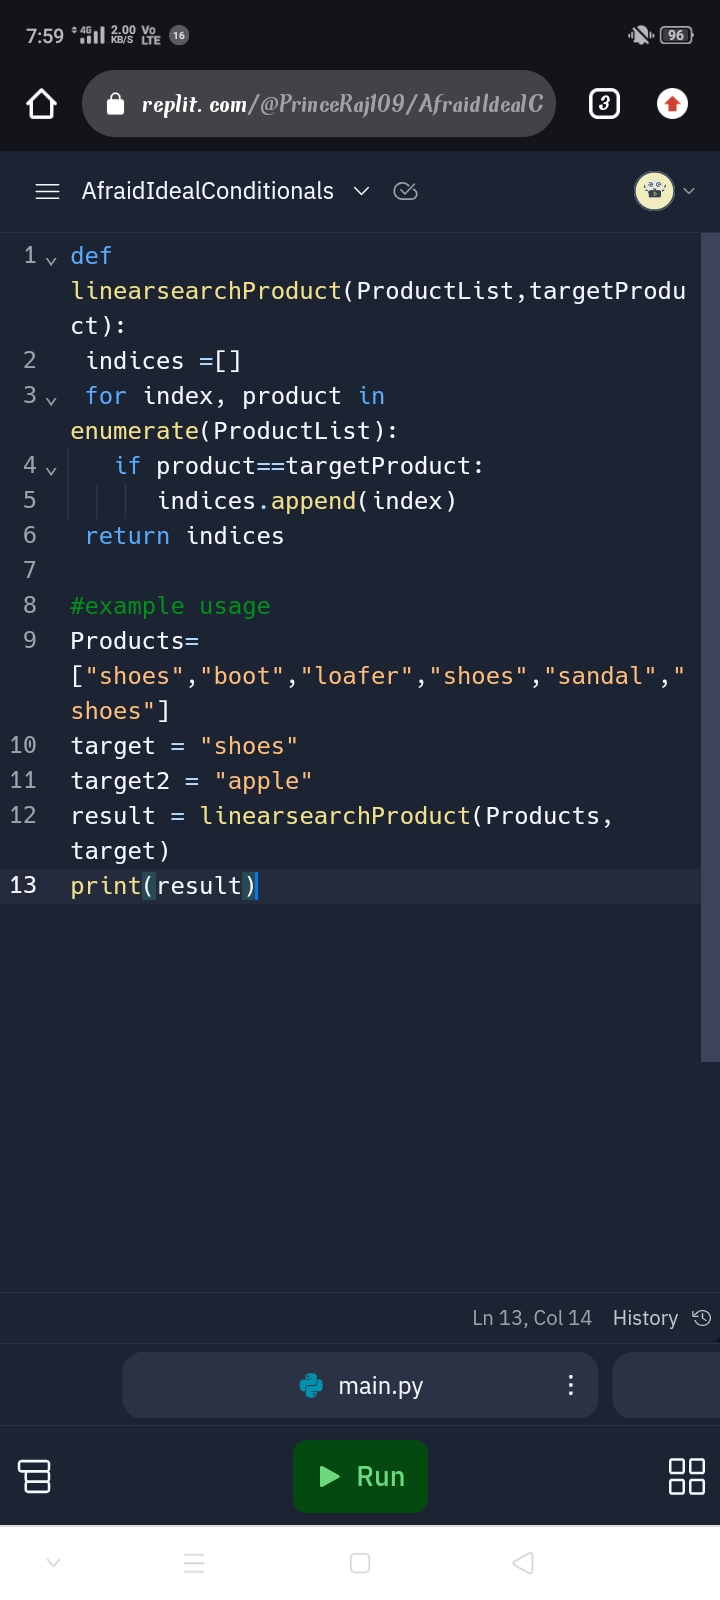 7:59 4G 2.00 KB/S Vo LTE 16 96
replit. com/@PrinceRaj109/AfraidIdealC 3
AfraidIdealConditionals
1 def
linearsearchProduct(ProductList,targetProdu
ct):
2 indices =[]
3 for index, product in
enumerate(ProductList):
4 if product==targetProduct:
5 indices.append(index)
6 return indices
7
8 #example usage
9 Products=
["shoes","boot","loafer","shoes","sandal","
shoes"]
10 target = "shoes"
11 target2 = "apple"
12 result = linearsearchProduct(Products,
target)
13 print(result)
Ln 13, Col 14 History
main.py
Run